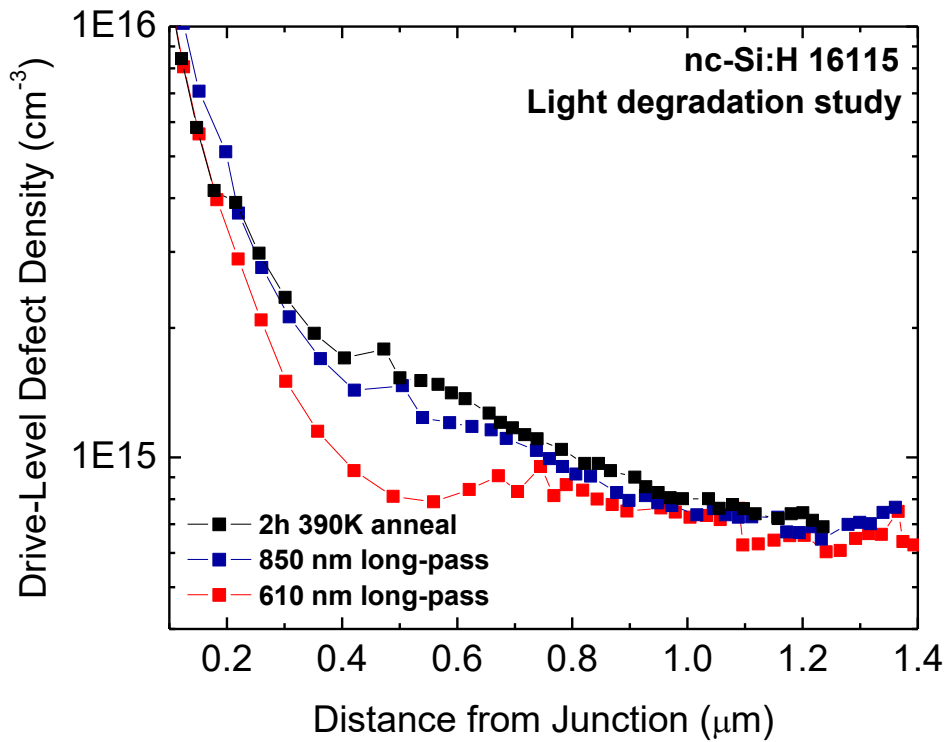 1E16
nc-Si:H 16115
Light degradation study
Drive-Level Defect Density (cm⁻³)
1E15
2h 390K anneal
850 nm long-pass
610 nm long-pass
0.2 0.4 0.6 0.8 1.0 1.2 1.4
Distance from Junction (μm)